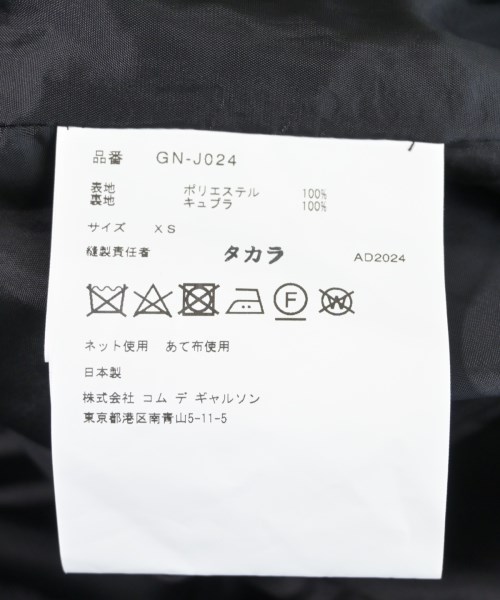 品番 GN-J024
表地 ポリエステル 100%
裏地 キュプラ 100%
サイズ XS
縫製責任者 タカラ AD2024
F W
ネット使用 あて布使用
日本製
株式会社 コム デ ギャルソン
東京都港区南青山5-11-5